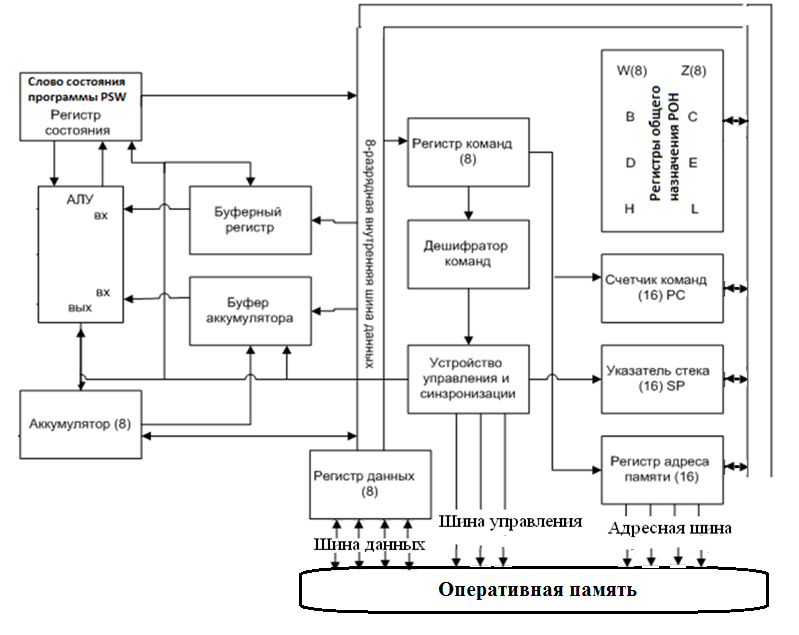 Слово состояния
программы PSW
Регистр
состояния
АЛУ
вх
вх
вых
Буферный
регистр
Буфер
аккумулятора
Аккумулятор (8)
8-разрядная внутренняя шина данных
Регистр команд
(8)
Дешифратор
команд
Устройство
управления и
синхронизации
Регистр данных
(8)
W(8) Z(8)
B C
D E
H L
Регистры общего
назначения РОН
Счетчик команд
(16) PC
Указатель стека
(16) SP
Регистр адреса
памяти (16)
Шина данных
Шина управления
Адресная шина
Оперативная память